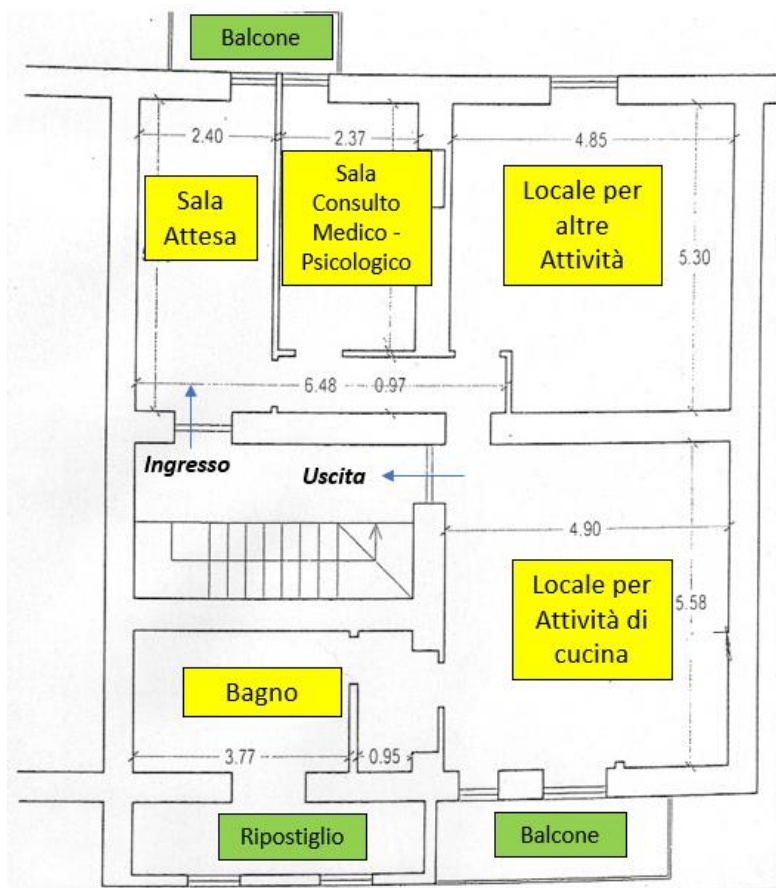 Balcone
2.40
2.37
4.85
Sala
Attesa
Sala
Consulto
Medico -
Psicologico
Locale per
altre
Attività
5.30
6.48
0.97
Ingresso
Uscita
4.90
Locale per
Attività di
cucina
5.58
Bagno
3.77
0.95
Ripostiglio
Balcone